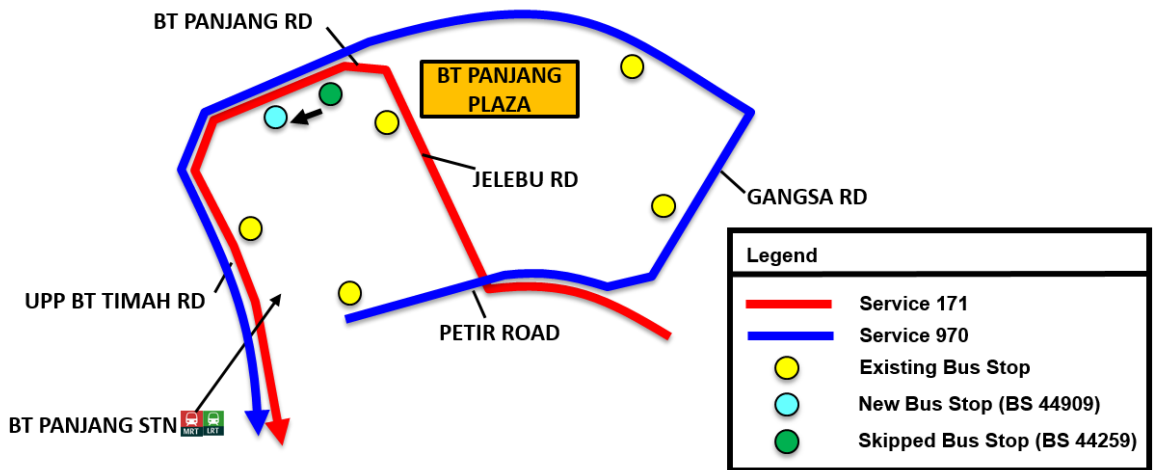 BT PANJANG RD
BT PANJANG
PLAZA
JELEBU RD
GANGSA RD
UPP BT TIMAH RD
PETIR ROAD
BT PANJANG STN
MRT LRT
Legend
Service 171
Service 970
Existing Bus Stop
New Bus Stop (BS 44909)
Skipped Bus Stop (BS 44259)